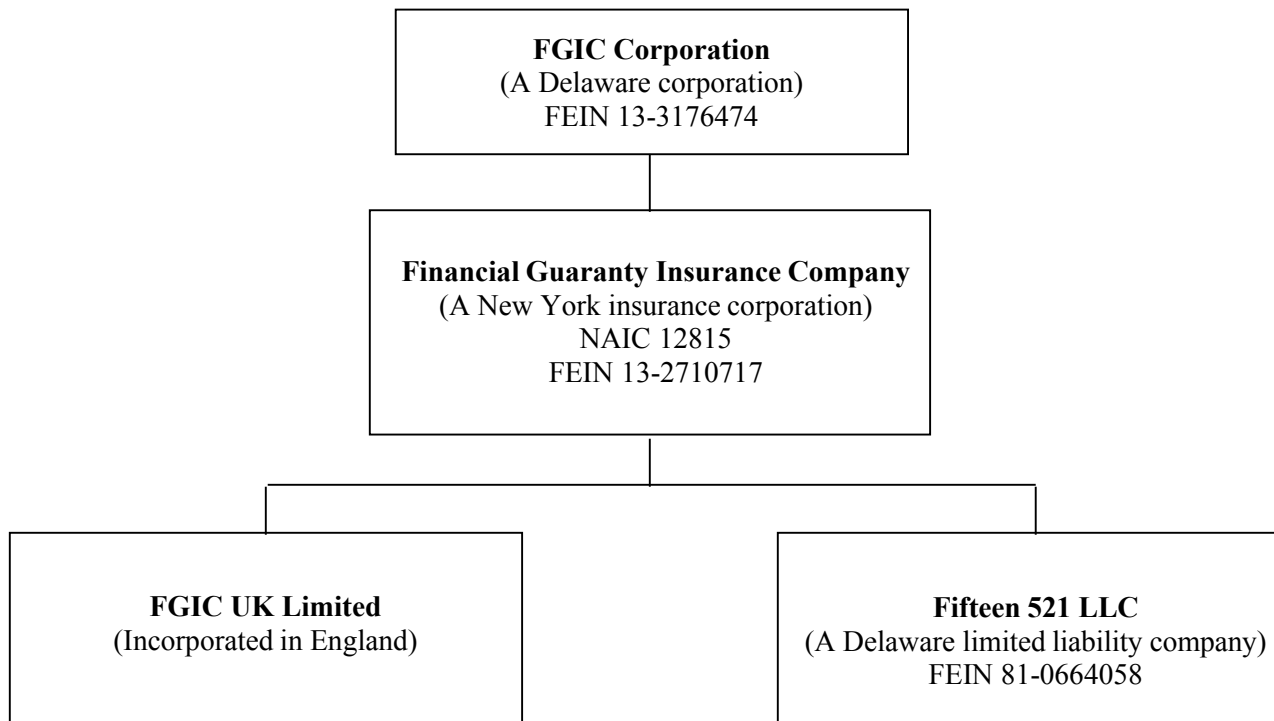 FGIC Corporation
(A Delaware corporation)
FEIN 13-3176474
Financial Guaranty Insurance Company
(A New York insurance corporation)
NAIC 12815
FEIN 13-2710717
FGIC UK Limited
(Incorporated in England)
Fifteen 521 LLC
(A Delaware limited liability company)
FEIN 81-0664058